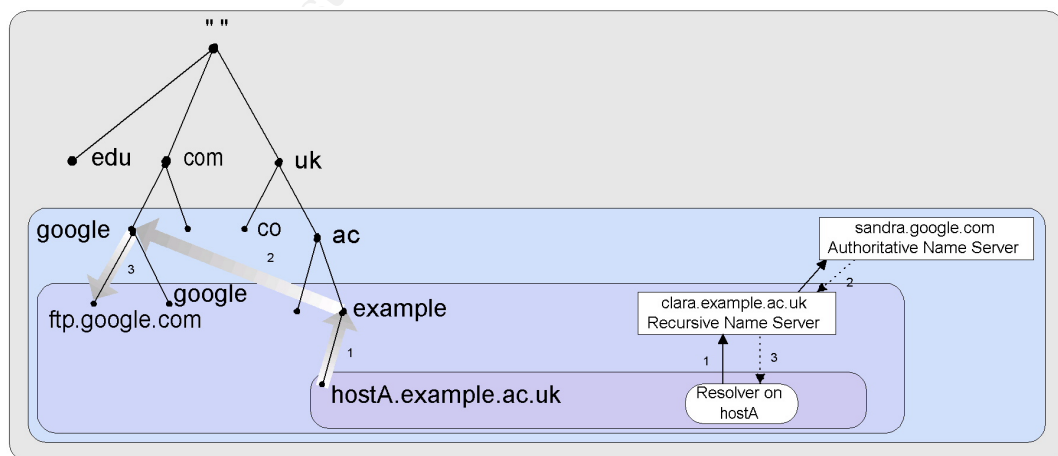 " "
edu
com
uk
google
co
ac
sandra.google.com
Authoritative Name Server
2
3
2
google
ftp.google.com
example
clara.example.ac.uk
Recursive Name Server
1
1
3
hostA.example.ac.uk
Resolver on
hostA